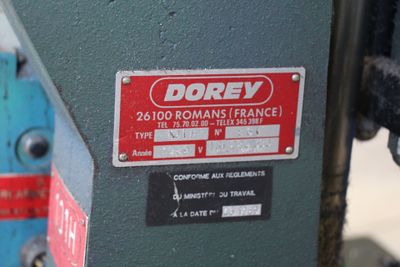 DOREY
26100 ROMANS (FRANCE)
TEL 75.70.02.00 - TELEX 345 398 F
TYPE N°
Année V
CONFORME AUX REGLEMENTS
DU MINISTERE DU TRAVAIL
A LA DATE DU
101H